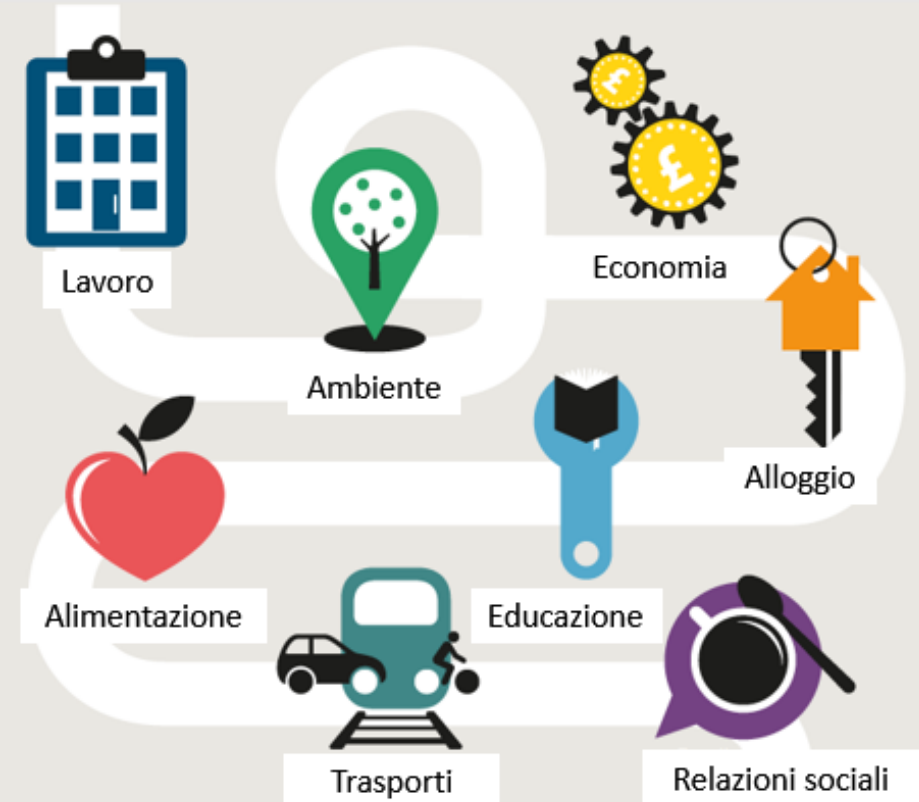 £
£
Lavoro
Economia
Ambiente
Alloggio
Alimentazione
Educazione
Trasporti
Relazioni sociali